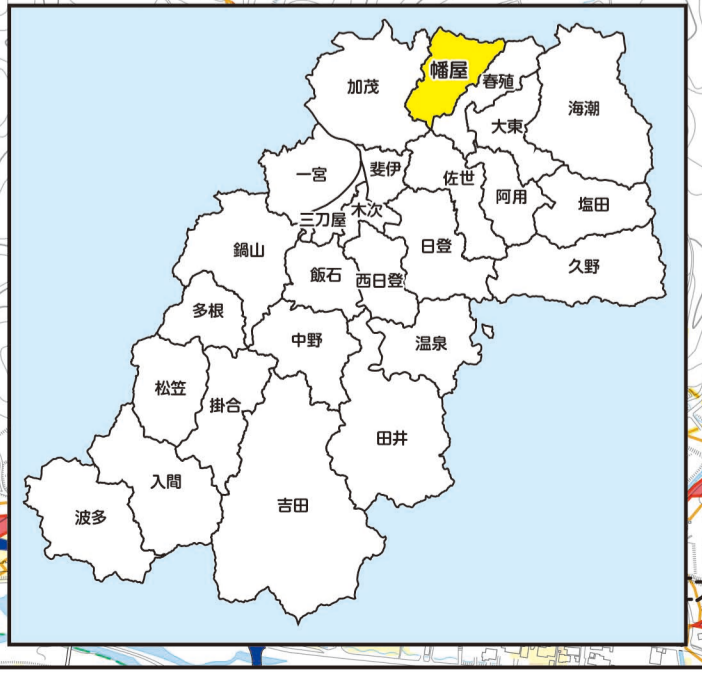 幡屋
加茂
春殖
海潮
大東
斐伊
一宮
佐世
阿用
塩田
木次
三刀屋
日登
鍋山
久野
飯石
西日登
多根
中野
温泉
松笠
掛合
田井
入間
吉田
波多